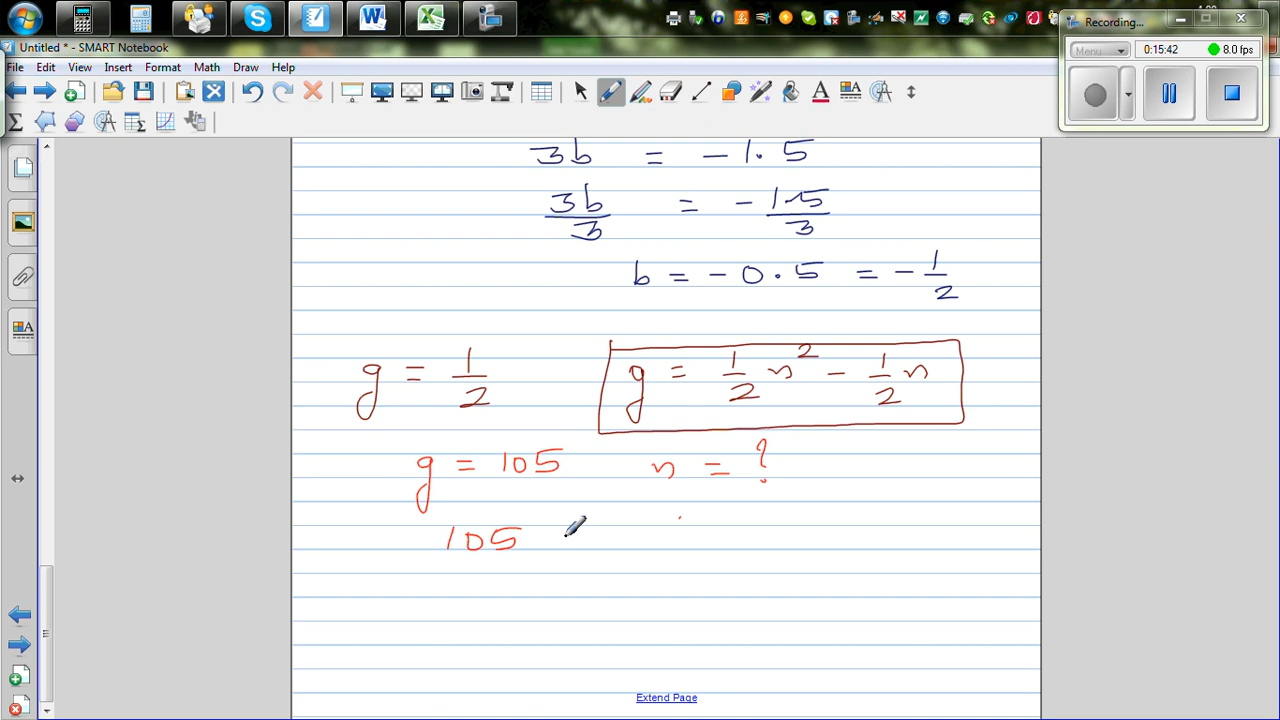 Untitled * - SMART Notebook
File Edit View Insert Format Math Draw Help
Recording...
Menu 0:15:42 8.0 fps
3b = -1.5
3b/3 = -1.5/3
b = -0.5 = -1/2
g = 1/2 g = 1/2 n² - 1/2 n
g = 105 n = ?
105
Extend Page